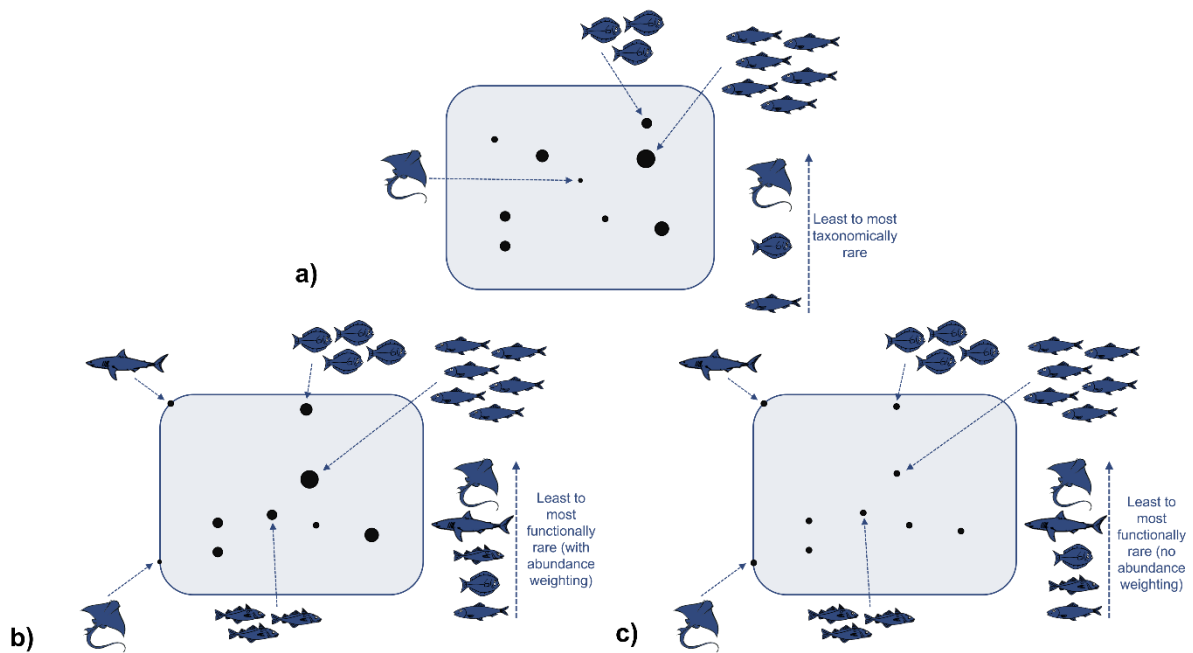 Least to most
taxonomically
rare
a)
Least to
most
functionally
rare (with
abundance
weighting)
b)
Least to
most
functionally
rare (no
abundance
weighting)
c)